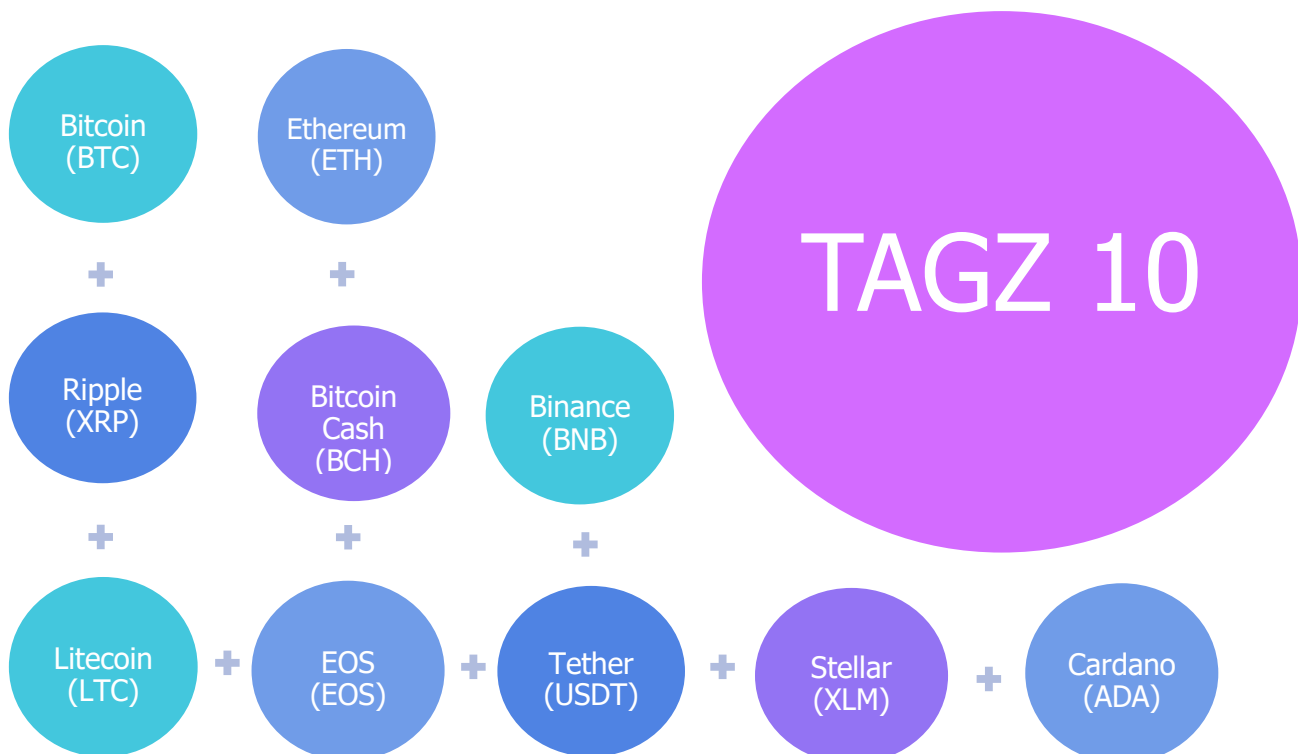 Bitcoin
(BTC)
Ethereum
(ETH)
TAGZ 10
Ripple
(XRP)
Bitcoin
Cash
(BCH)
Binance
(BNB)
Litecoin
(LTC)
EOS
(EOS)
Tether
(USDT)
Stellar
(XLM)
Cardano
(ADA)